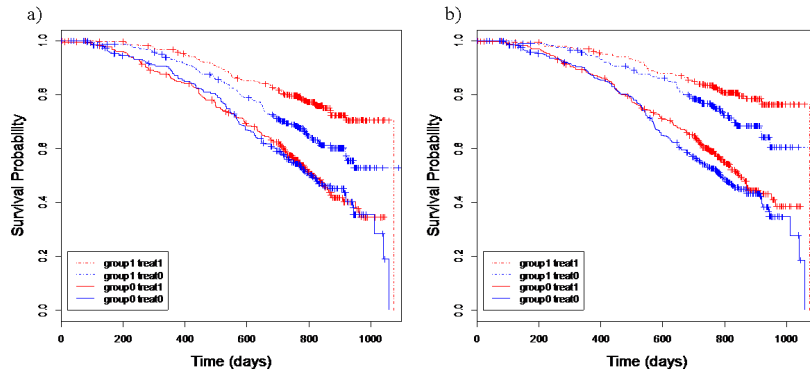 a)
Survival Probability
1.0
0.8
0.6
0.4
0.2
0.0
group1 treat1
group1 treat0
group0 treat1
group0 treat0
0 200 400 600 800 1000
Time (days)
b)
Survival Probability
1.0
0.8
0.6
0.4
0.2
0.0
group1 treat1
group1 treat0
group0 treat1
group0 treat0
0 200 400 600 800 1000
Time (days)